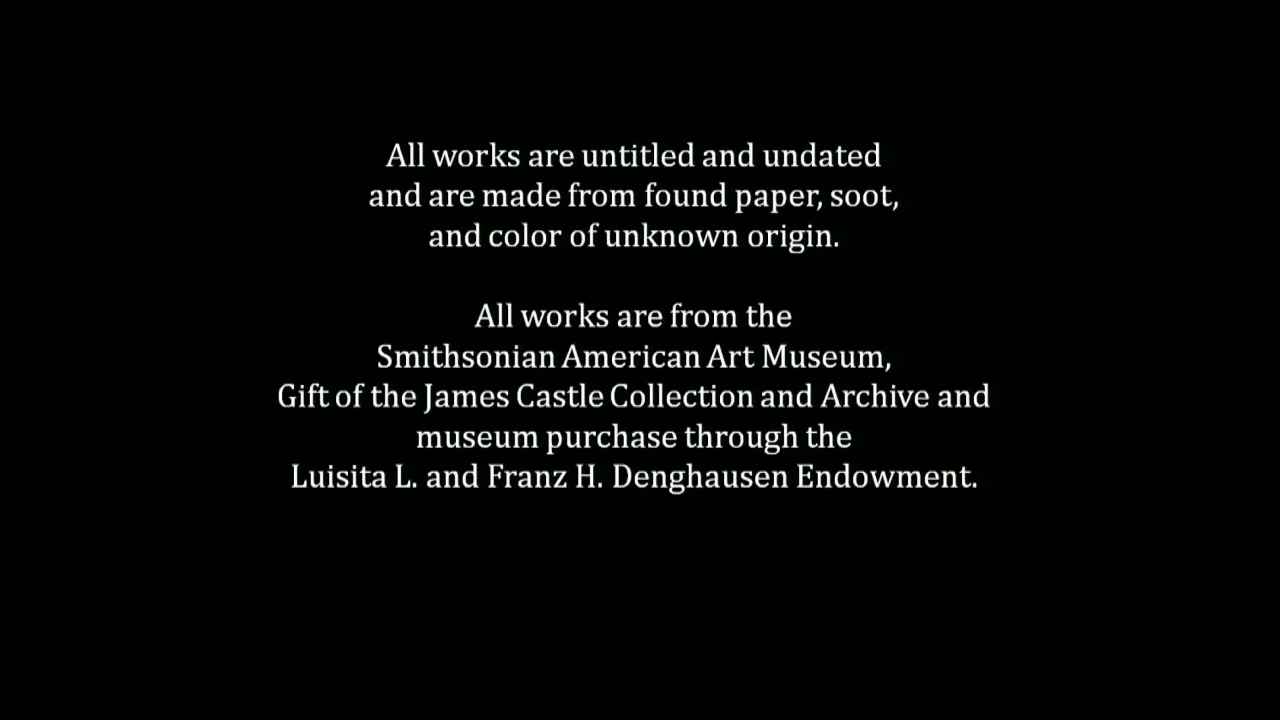 All works are untitled and undated
and are made from found paper, soot,
and color of unknown origin.
All works are from the
Smithsonian American Art Museum,
Gift of the James Castle Collection and Archive and
museum purchase through the
Luisita L. and Franz H. Denghausen Endowment.